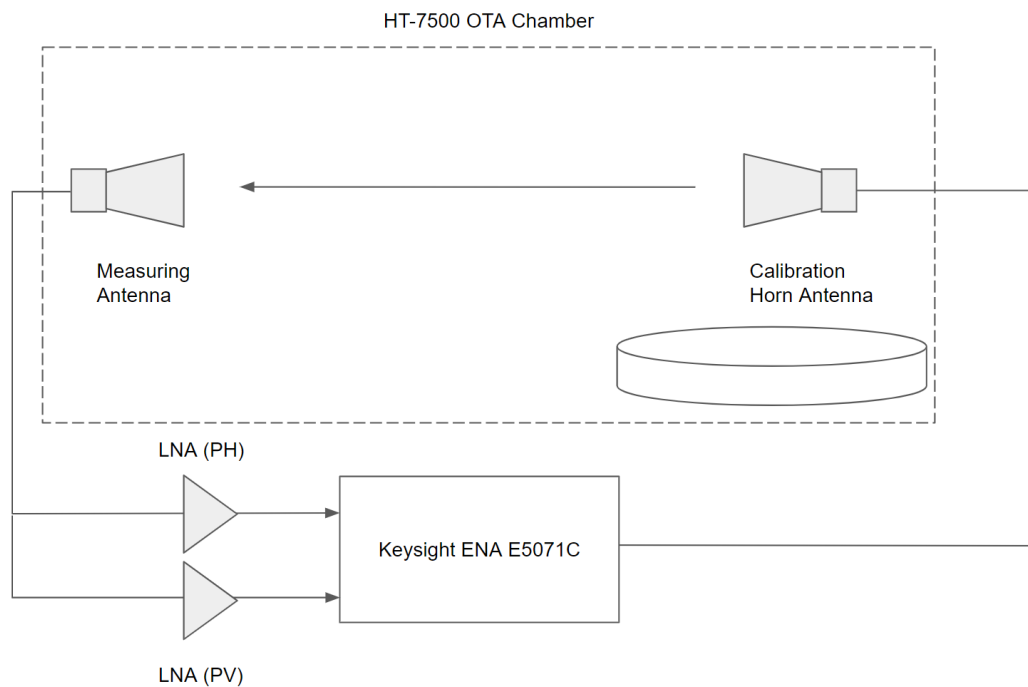 HT-7500 OTA Chamber
Measuring
Antenna
Calibration
Horn Antenna
LNA (PH)
Keysight ENA E5071C
LNA (PV)